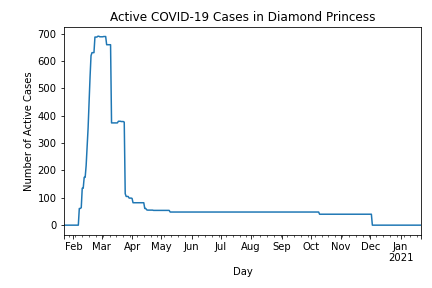 Active COVID-19 Cases in Diamond Princess
Number of Active Cases
700
600
500
400
300
200
100
0
Feb Mar Apr May Jun Jul Aug Sep Oct Nov Dec Jan
2021
Day